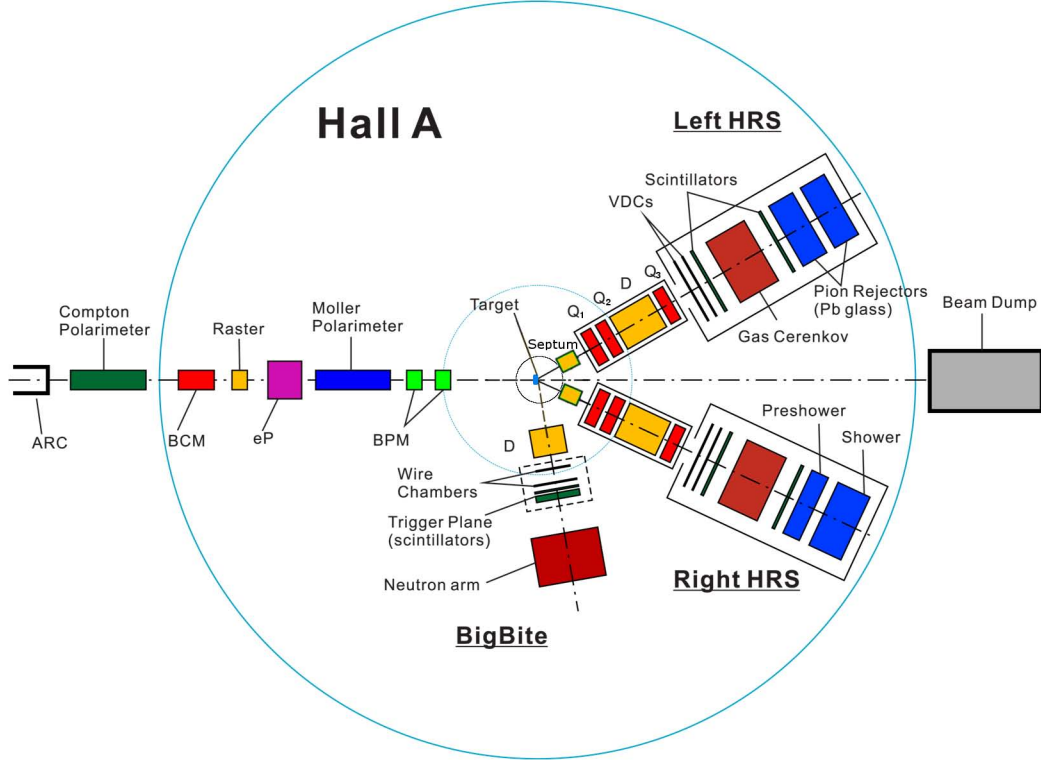 Hall A
Left HRS
Scintillators
VDCs
Q3
D
Q2
Q1
Pion Rejectors
(Pb glass)
Gas Cerenkov
Target
Septum
Beam Dump
Compton
Polarimeter
Raster
Moller
Polarimeter
ARC
BCM
eP
BPM
D
Wire
Chambers
Trigger Plane
(scintillators)
Neutron arm
BigBite
Preshower
Shower
Right HRS